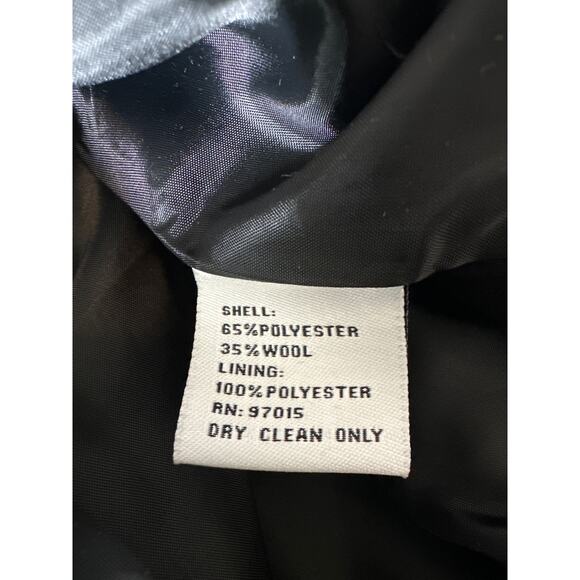 SHELL:
65%POLYESTER
35%WOOL
LINING:
100%POLYESTER
RN: 97015
DRY CLEAN ONLY